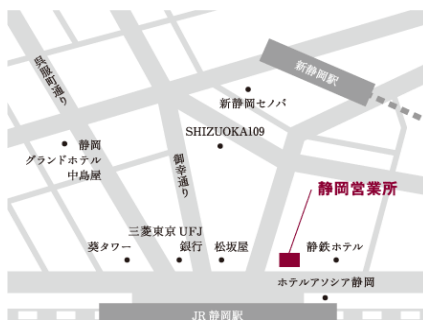 呉服町通り
新静岡駅
新静岡セノバ
SHIZUOKA109
静岡
グランドホテル
中島屋
御幸通り
静岡営業所
三菱東京UFJ
銀行
葵タワー
松坂屋
静鉄ホテル
ホテルアソシア静岡
JR 静岡駅